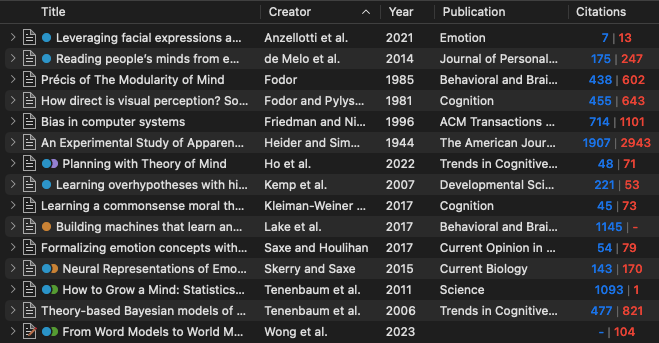 Title Creator Year Publication Citations
Leveraging facial expressions a... Anzellotti et al. 2021 Emotion 7 | 13
Reading people's minds from e... de Melo et al. 2014 Journal of Personal... 175 | 247
Précis of The Modularity of Mind Fodor 1985 Behavioral and Brai... 438 | 602
How direct is visual perception? So... Fodor and Pylys... 1981 Cognition 455 | 643
Bias in computer systems Friedman and Ni... 1996 ACM Transactions ... 714 | 1101
An Experimental Study of Apparen... Heider and Sim... 1944 The American Jour... 1907 | 2943
Planning with Theory of Mind Ho et al. 2022 Trends in Cognitive... 48 | 71
Learning overhypotheses with hi... Kemp et al. 2007 Developmental Sci... 221 | 53
Learning a commonsense moral th... Kleiman-Weiner ... 2017 Cognition 45 | 73
Building machines that learn an... Lake et al. 2017 Behavioral and Brai... 1145 | -
Formalizing emotion concepts with... Saxe and Houlihan 2017 Current Opinion in ... 54 | 79
Neural Representations of Emo... Skerry and Saxe 2015 Current Biology 143 | 170
How to Grow a Mind: Statistics... Tenenbaum et al. 2011 Science 1093 | 1
Theory-based Bayesian models of ... Tenenbaum et al. 2006 Trends in Cognitive... 477 | 821
From Word Models to World M... Wong et al. 2023 - | 104